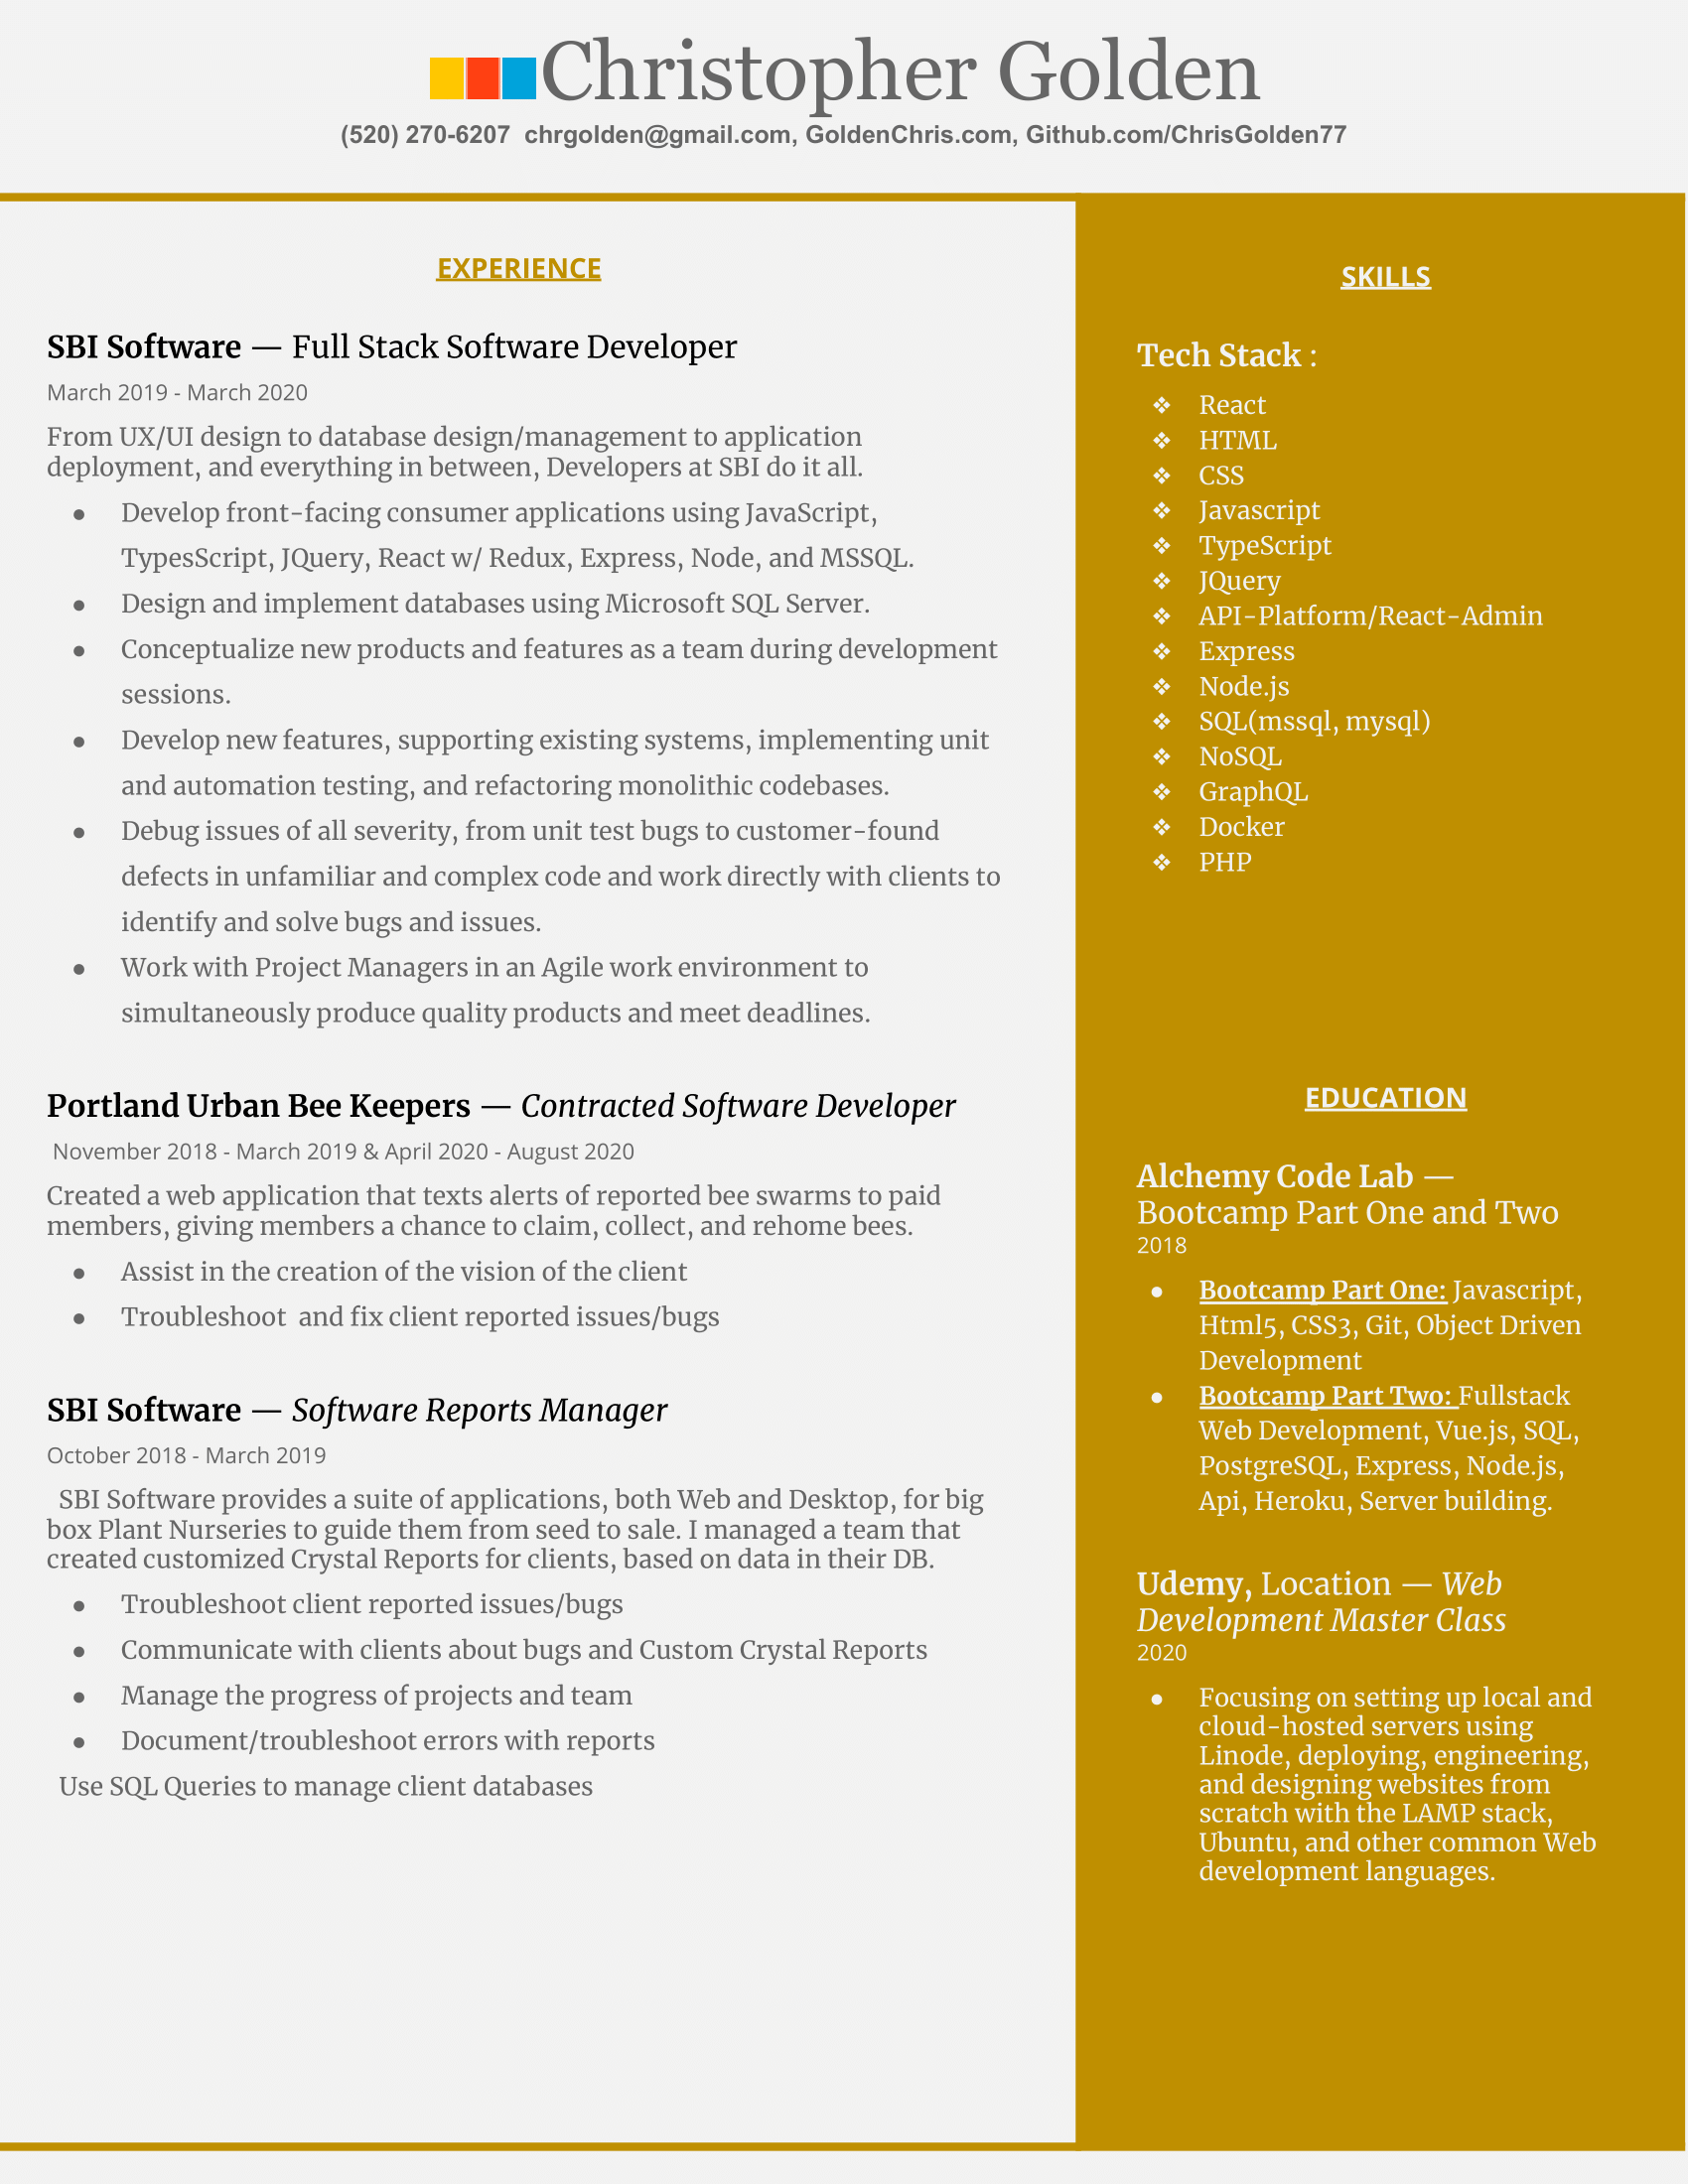 Christopher Golden
(520) 270-6207  chrgolden@gmail.com, GoldenChris.com, Github.com/ChrisGolden77
EXPERIENCE
SBI Software — Full Stack Software Developer
March 2019 - March 2020
From UX/UI design to database design/management to application
deployment, and everything in between, Developers at SBI do it all.
● Develop front-facing consumer applications using JavaScript,
TypesScript, JQuery, React w/ Redux, Express, Node, and MSSQL.
● Design and implement databases using Microsoft SQL Server.
● Conceptualize new products and features as a team during development
sessions.
● Develop new features, supporting existing systems, implementing unit
and automation testing, and refactoring monolithic codebases.
● Debug issues of all severity, from unit test bugs to customer-found
defects in unfamiliar and complex code and work directly with clients to
identify and solve bugs and issues.
● Work with Project Managers in an Agile work environment to
simultaneously produce quality products and meet deadlines.
Portland Urban Bee Keepers — Contracted Software Developer
November 2018 - March 2019 & April 2020 - August 2020
Created a web application that texts alerts of reported bee swarms to paid
members, giving members a chance to claim, collect, and rehome bees.
● Assist in the creation of the vision of the client
● Troubleshoot  and fix client reported issues/bugs
SBI Software — Software Reports Manager
October 2018 - March 2019
SBI Software provides a suite of applications, both Web and Desktop, for big
box Plant Nurseries to guide them from seed to sale. I managed a team that
created customized Crystal Reports for clients, based on data in their DB.
● Troubleshoot client reported issues/bugs
● Communicate with clients about bugs and Custom Crystal Reports
● Manage the progress of projects and team
● Document/troubleshoot errors with reports
Use SQL Queries to manage client databases
SKILLS
Tech Stack :
❖ React
❖ HTML
❖ CSS
❖ Javascript
❖ TypeScript
❖ JQuery
❖ API-Platform/React-Admin
❖ Express
❖ Node.js
❖ SQL(mssql, mysql)
❖ NoSQL
❖ GraphQL
❖ Docker
❖ PHP
EDUCATION
Alchemy Code Lab —
Bootcamp Part One and Two
2018
● Bootcamp Part One: Javascript,
Html5, CSS3, Git, Object Driven
Development
● Bootcamp Part Two: Fullstack
Web Development, Vue.js, SQL,
PostgreSQL, Express, Node.js,
Api, Heroku, Server building.
Udemy, Location — Web
Development Master Class
2020
● Focusing on setting up local and
cloud-hosted servers using
Linode, deploying, engineering,
and designing websites from
scratch with the LAMP stack,
Ubuntu, and other common Web
development languages.